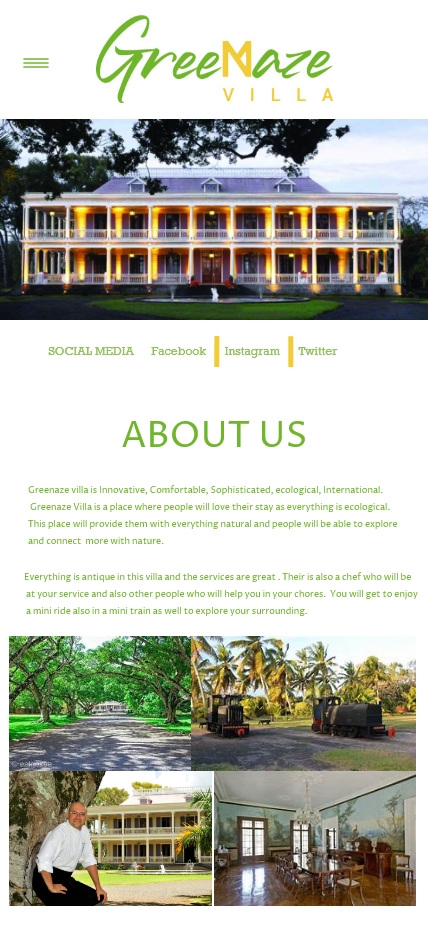 GreeNaze
VILLA
SOCIAL MEDIA Facebook Instagram Twitter
ABOUT US
Greenaze villa is Innovative, Comfortable, Sophisticated, ecological, International.
Greenaze Villa is a place where people will love their stay as everything is ecological.
This place will provide them with everything natural and people will be able to explore
and connect more with nature.
Everything is antique in this villa and the services are great . Their is also a chef who will be
at your service and also other people who will help you in your chores. You will get to enjoy
a mini ride also in a mini train as well to explore your surrounding.